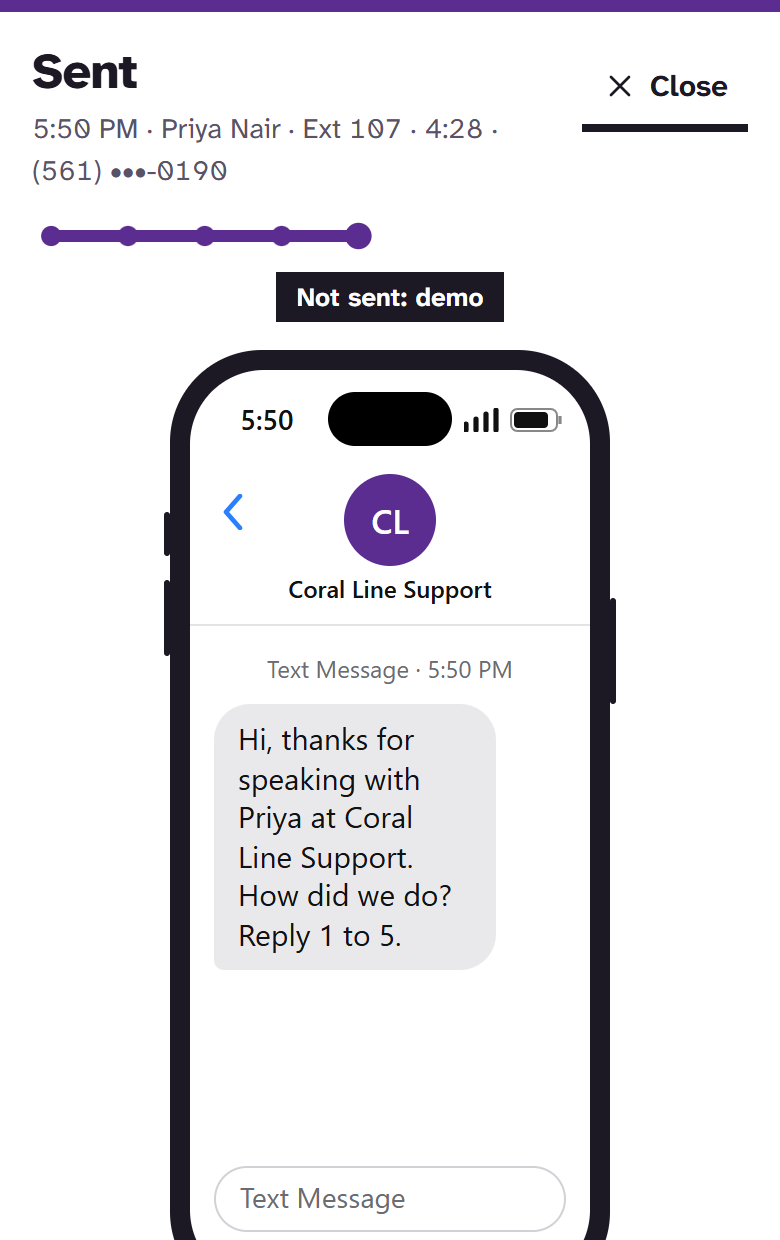 Sent
Close
5:50 PM · Priya Nair · Ext 107 · 4:28 ·
(561) •••-0190
Not sent: demo
5:50
CL
Coral Line Support
Text Message · 5:50 PM
Hi, thanks for
speaking with
Priya at Coral
Line Support.
How did we do?
Reply 1 to 5.
Text Message